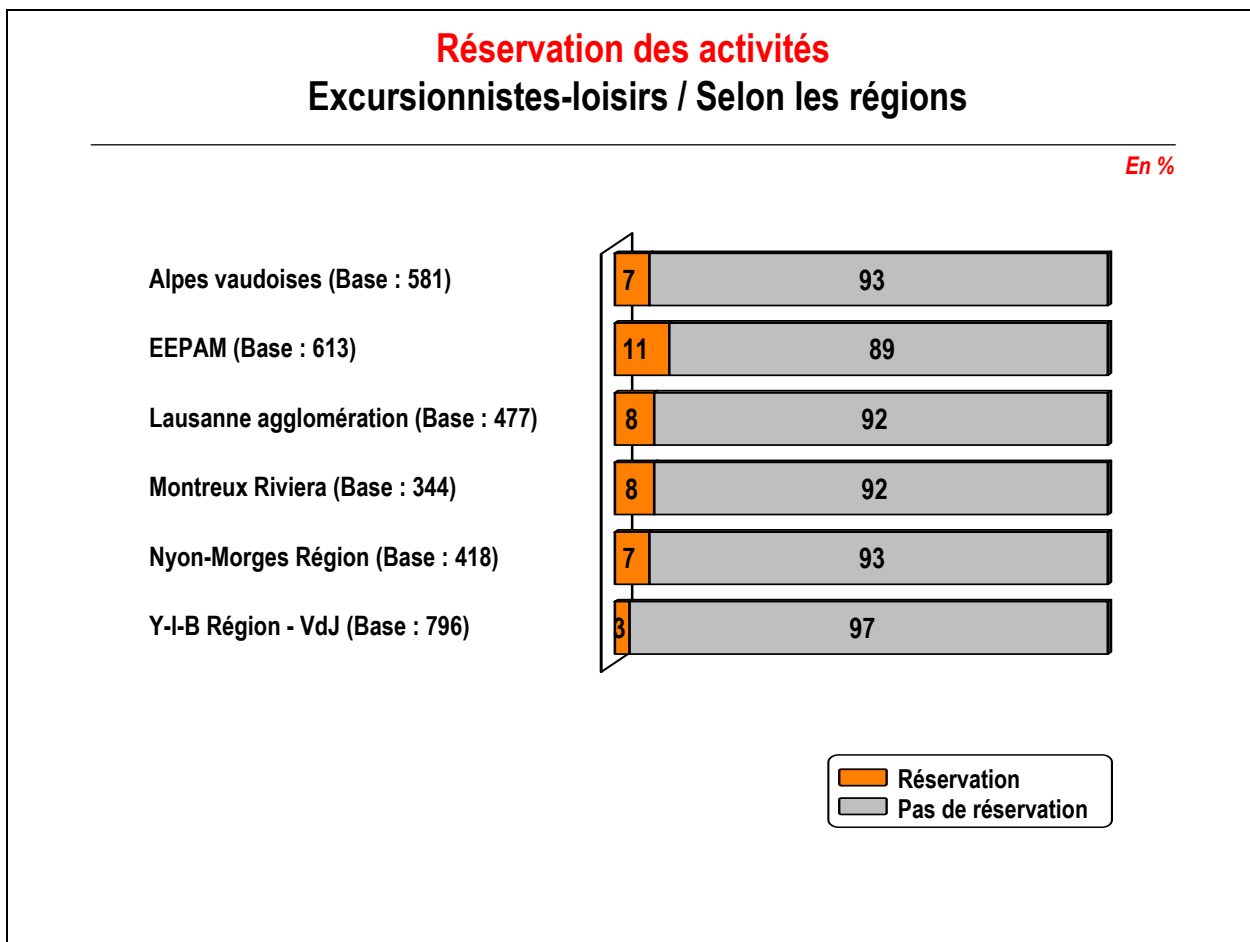 Réservation des activités
Excursionnistes-loisirs / Selon les régions
En %
Alpes vaudoises (Base : 581) 7 93
EEPAM (Base : 613) 11 89
Lausanne agglomération (Base : 477) 8 92
Montreux Riviera (Base : 344) 8 92
Nyon-Morges Région (Base : 418) 7 93
Y-I-B Région - VdJ (Base : 796) 3 97
Réservation
Pas de réservation